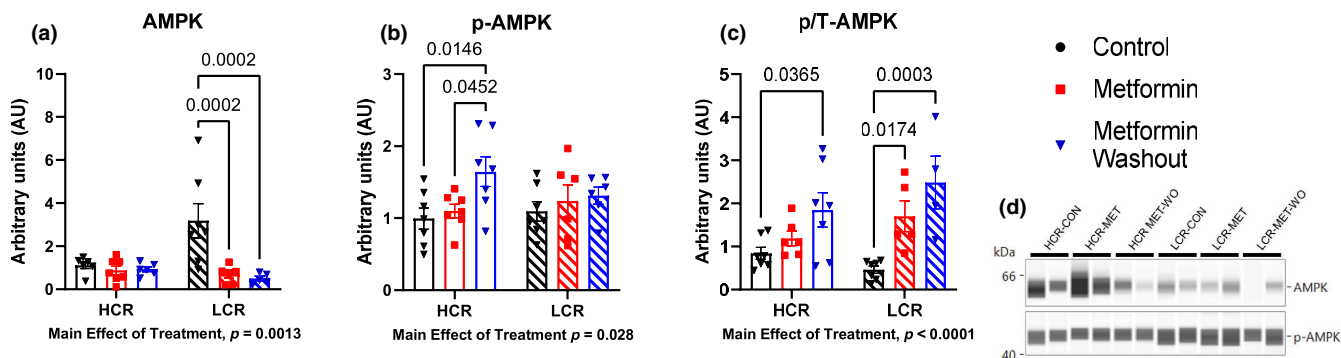 (a)
AMPK
Arbitrary units (AU)
10
8
6
4
2
0
0.0002
0.0002
HCR
LCR
Main Effect of Treatment, p = 0.0013
(b)
p-AMPK
Arbitrary units (AU)
3
2
1
0
0.0146
0.0452
HCR
LCR
Main Effect of Treatment p = 0.028
(c)
p/T-AMPK
Arbitrary units (AU)
5
4
3
2
1
0
0.0365
0.0003
0.0174
HCR
LCR
Main Effect of Treatment, p < 0.0001
Control
Metformin
Metformin
Washout
(d)
HCR-CON
HCR-MET
HCR MET-WO
LCR-CON
LCR-MET
LCR-MET-WO
kDa
66
AMPK
p-AMPK
40